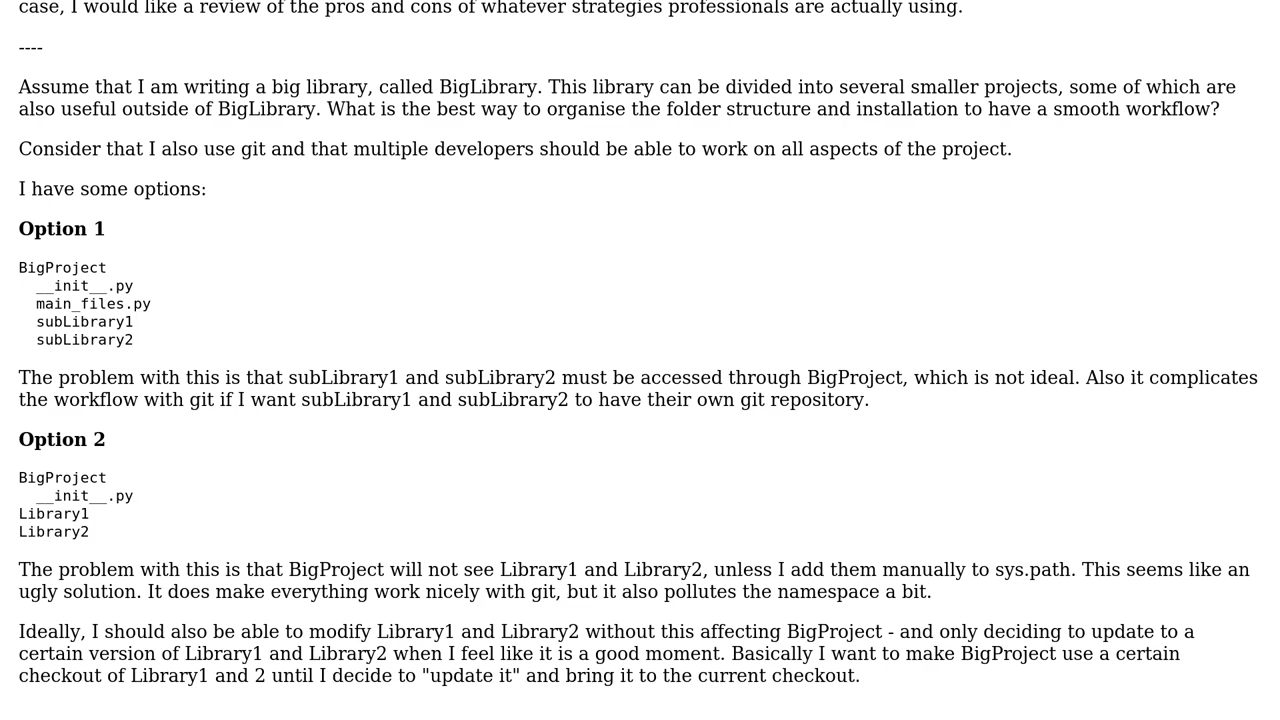 case, I would like a review of the pros and cons of whatever strategies professionals are actually using.
----
Assume that I am writing a big library, called BigLibrary. This library can be divided into several smaller projects, some of which are
also useful outside of BigLibrary. What is the best way to organise the folder structure and installation to have a smooth workflow?
Consider that I also use git and that multiple developers should be able to work on all aspects of the project.
I have some options:
Option 1
BigProject
  __init__.py
  main_files.py
  subLibrary1
  subLibrary2
The problem with this is that subLibrary1 and subLibrary2 must be accessed through BigProject, which is not ideal. Also it complicates
the workflow with git if I want subLibrary1 and subLibrary2 to have their own git repository.
Option 2
BigProject
  __init__.py
Library1
Library2
The problem with this is that BigProject will not see Library1 and Library2, unless I add them manually to sys.path. This seems like an
ugly solution. It does make everything work nicely with git, but it also pollutes the namespace a bit.
Ideally, I should also be able to modify Library1 and Library2 without this affecting BigProject - and only deciding to update to a
certain version of Library1 and Library2 when I feel like it is a good moment. Basically I want to make BigProject use a certain
checkout of Library1 and 2 until I decide to "update it" and bring it to the current checkout.